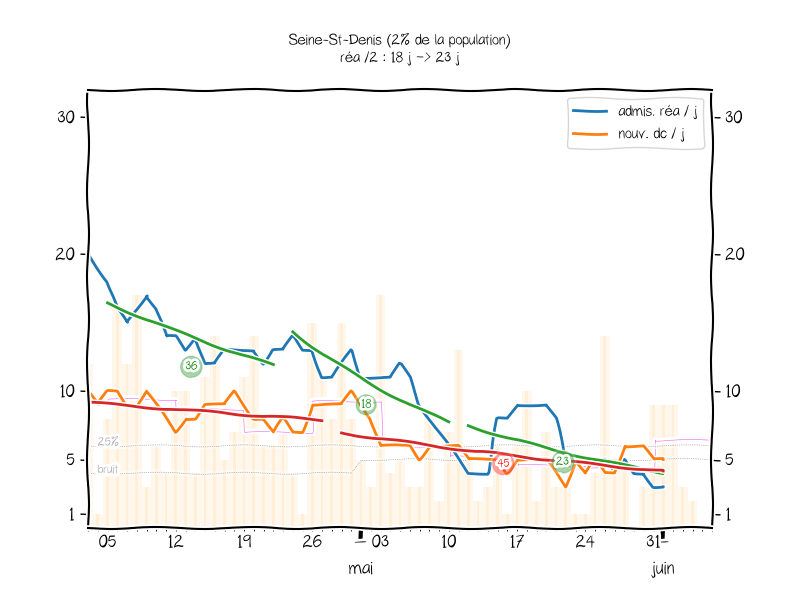 Seine-St-Denis (2% de la population)
réa /2 : 18 j -> 23 j
admis. réa / j
nouv. dc / j
30
30
20
20
10
10
5
5
1
1
36
18
45
23
25%
bruit
05 12 19 26 03 10 17 24 31
mai juin